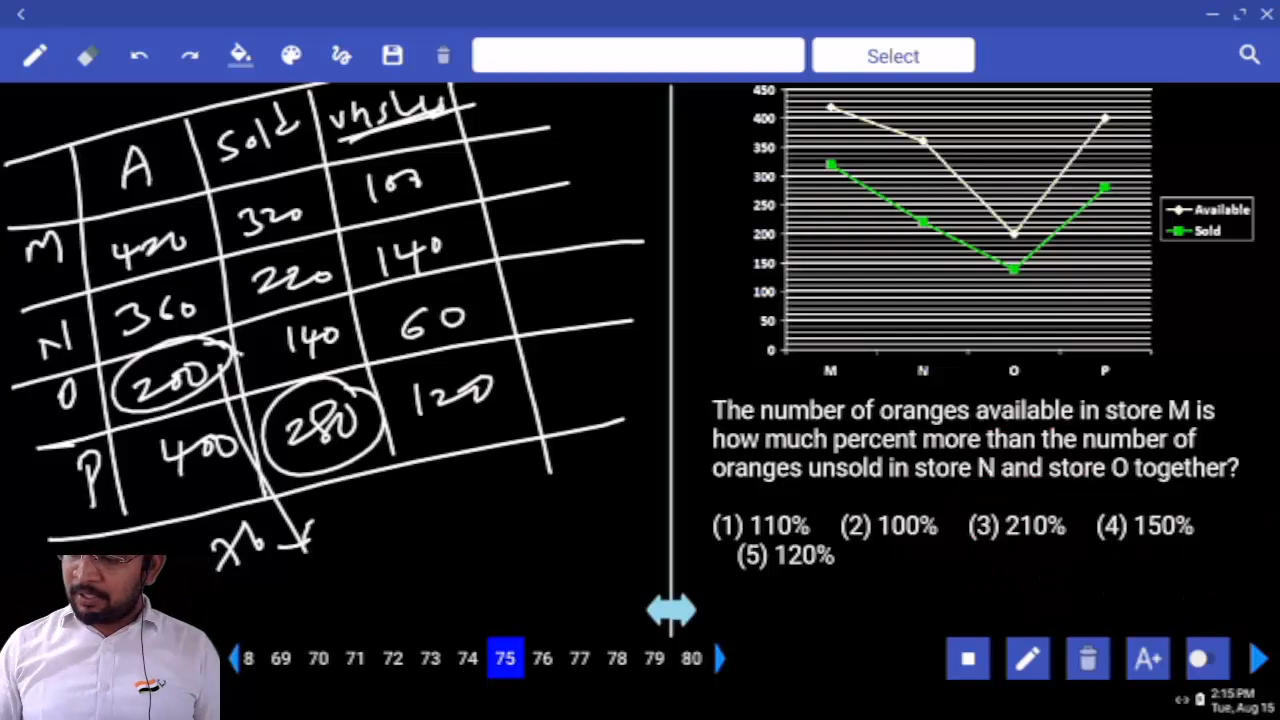 Select
A Sold
M 420 320 100
N 360 220 140
O 200 140 60
P 400 280 120
450
400
350
300
250
200
150
100
50
0
M N O P
Available
Sold
The number of oranges available in store M is
how much percent more than the number of
oranges unsold in store N and store O together?
(1) 110% (2) 100% (3) 210% (4) 150%
(5) 120%
8 69 70 71 72 73 74 75 76 77 78 79 80
A+
2:15 PM
Tue, Aug 15